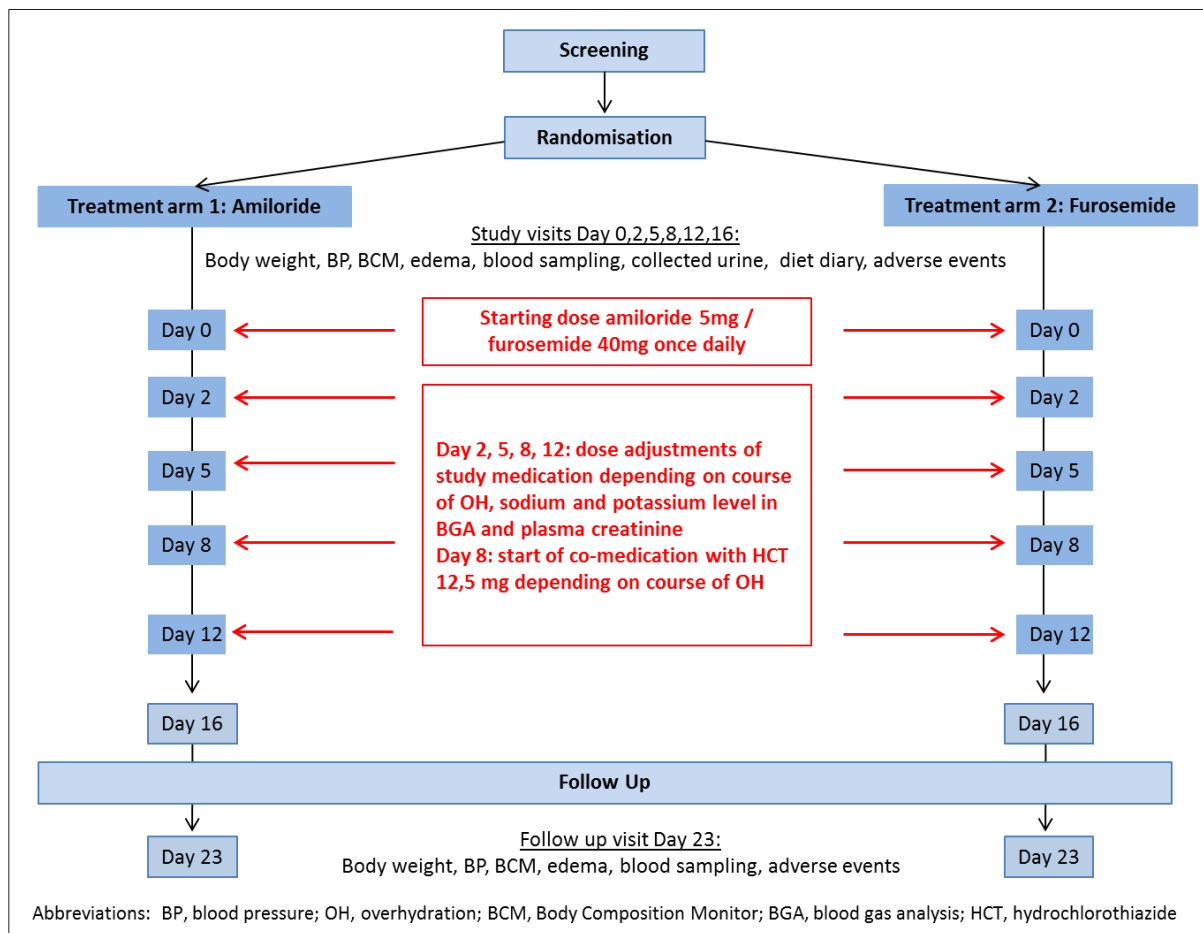 Screening
Randomisation
Treatment arm 1: Amiloride
Treatment arm 2: Furosemide
Study visits Day 0,2,5,8,12,16:
Body weight, BP, BCM, edema, blood sampling, collected urine, diet diary, adverse events
Day 0
Starting dose amiloride 5mg /
furosemide 40mg once daily
Day 0
Day 2
Day 2
Day 2, 5, 8, 12: dose adjustments of
study medication depending on course
of OH, sodium and potassium level in
BGA and plasma creatinine
Day 8: start of co-medication with HCT
12,5 mg depending on course of OH
Day 5
Day 5
Day 8
Day 8
Day 12
Day 12
Day 16
Day 16
Follow Up
Day 23
Follow up visit Day 23:
Body weight, BP, BCM, edema, blood sampling, adverse events
Day 23
Abbreviations: BP, blood pressure; OH, overhydration; BCM, Body Composition Monitor; BGA, blood gas analysis; HCT, hydrochlorothiazide